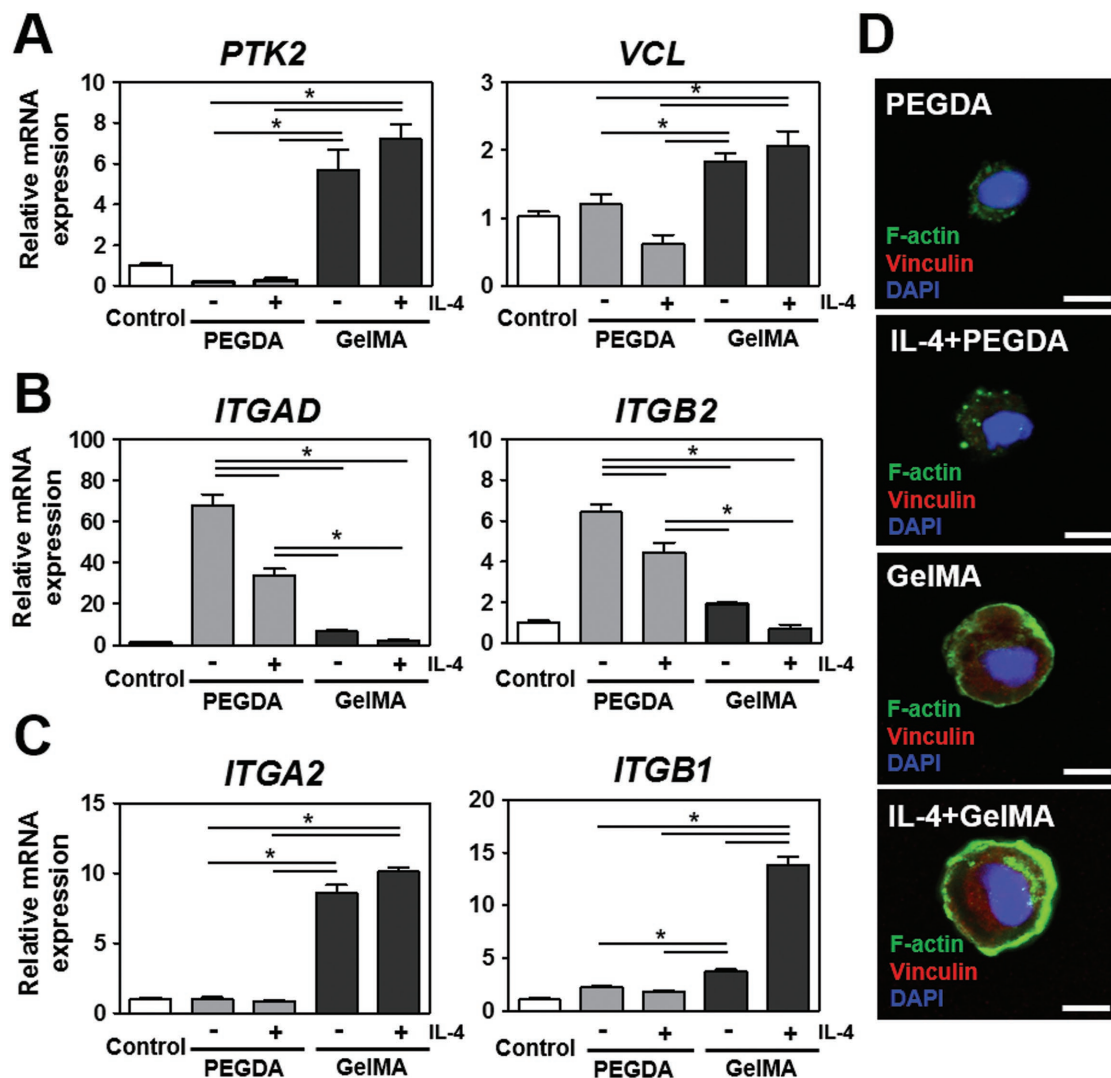 A
PTK2
VCL
Relative mRNA
expression
10
8
6
4
2
0
*
*
3
2
1
0
*
*
- + - + IL-4
Control
PEGDA GelMA
- + - + IL-4
Control
PEGDA GelMA
B
ITGAD
ITGB2
Relative mRNA
expression
100
80
60
40
20
0
*
*
10
8
6
4
2
0
*
*
- + - + IL-4
Control
PEGDA GelMA
- + - + IL-4
Control
PEGDA GelMA
C
ITGA2
ITGB1
Relative mRNA
expression
15
10
5
0
*
*
20
15
10
5
0
*
*
- + - + IL-4
Control
PEGDA GelMA
- + - + IL-4
Control
PEGDA GelMA
D
PEGDA
F-actin
Vinculin
DAPI
IL-4+PEGDA
F-actin
Vinculin
DAPI
GelMA
F-actin
Vinculin
DAPI
IL-4+GelMA
F-actin
Vinculin
DAPI